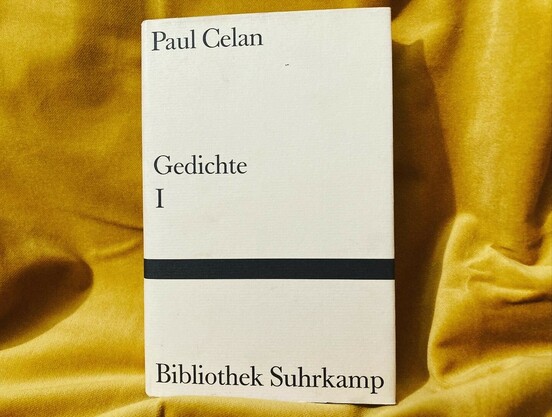 Paul Celan
Gedichte
I
Bibliothek Suhrkamp